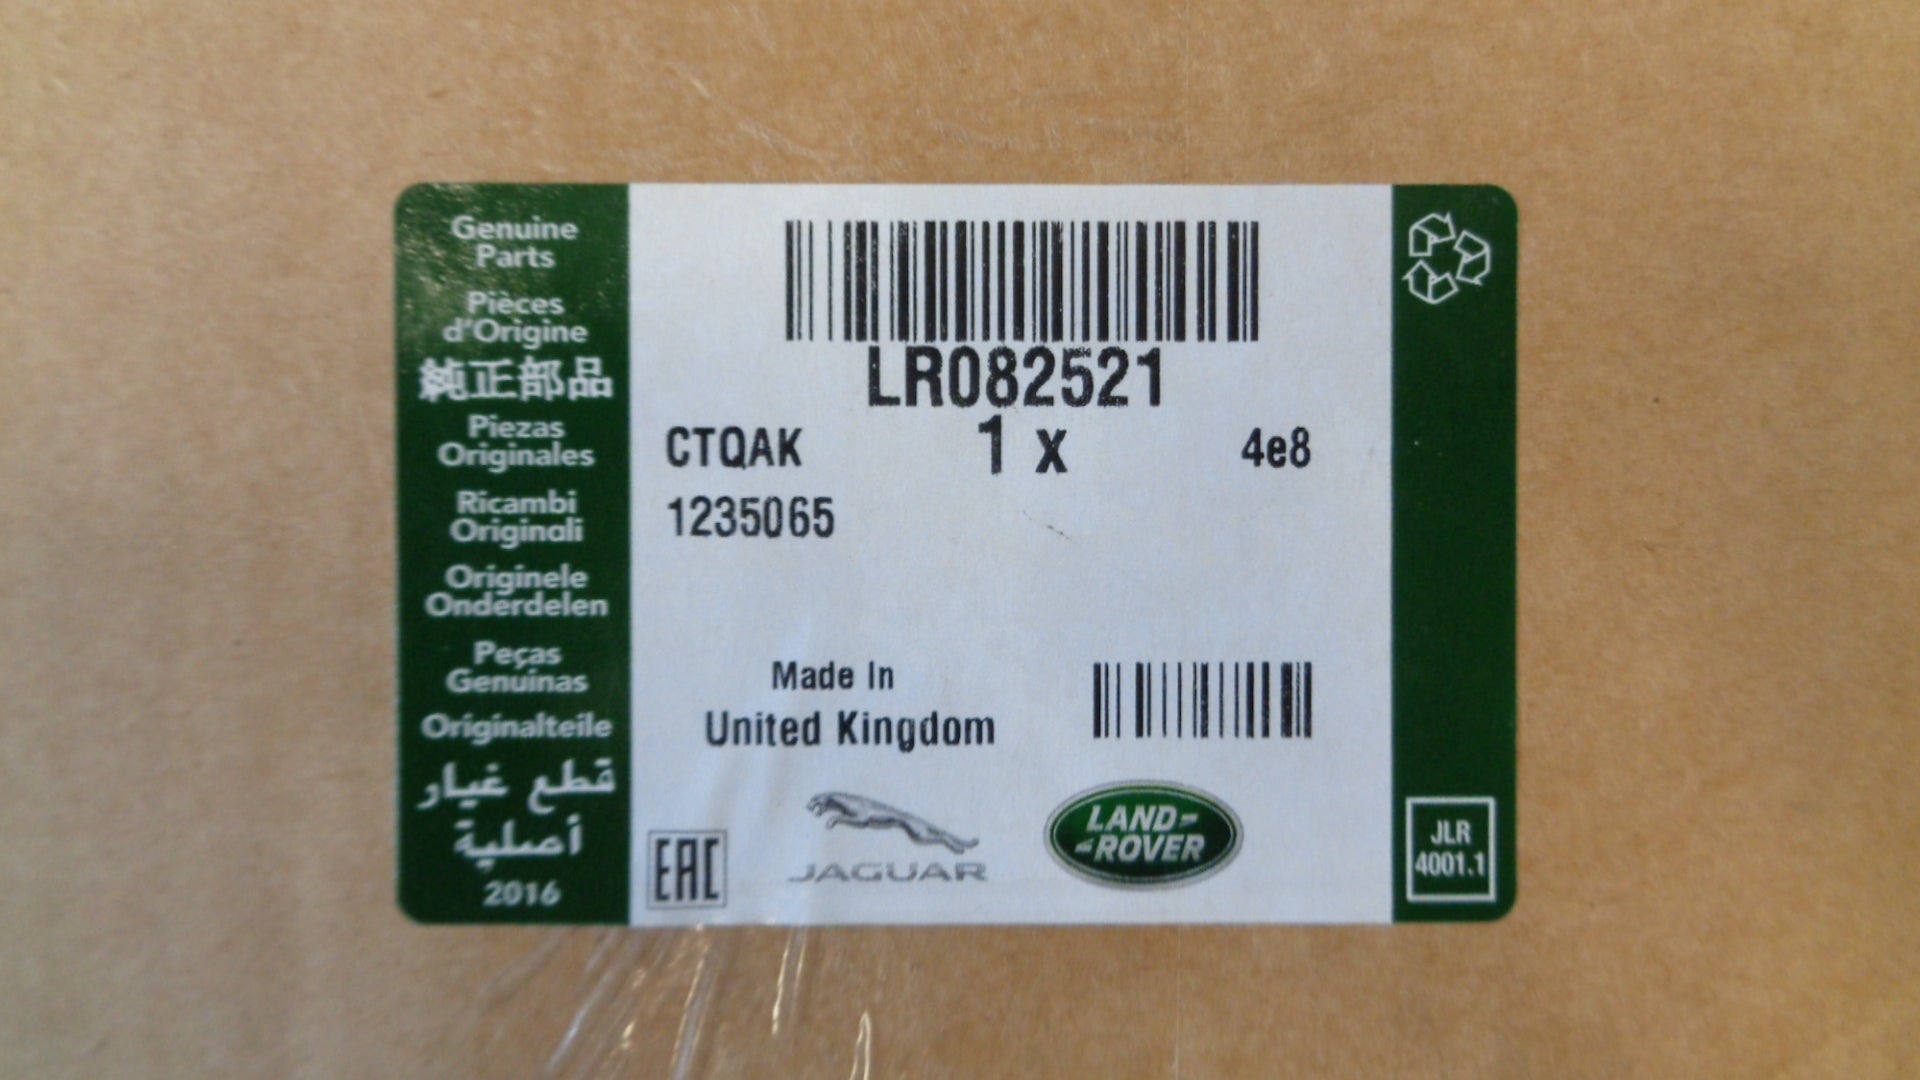 Genuine
Parts
Pièces
d'Origine
純正部品
Piezas
Originales
Ricambi
Originali
Originele
Onderdelen
Peças
Genuinas
Originalteile
قطع غيار
أصلية
2016
LR082521
CTQAK 1 x 4e8
1235065
Made In
United Kingdom
EAC
JAGUAR
LAND-
-ROVER
JLR
4001.1